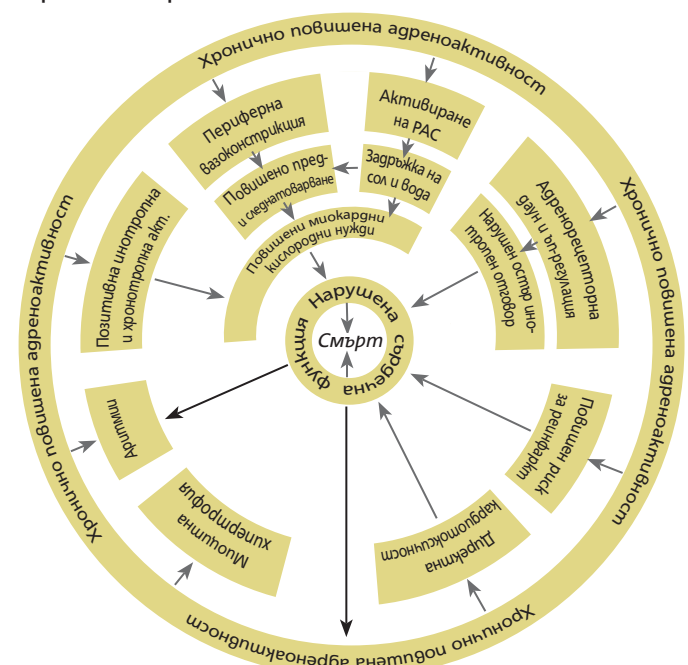 Хронично повишена адреноактивност
Хронично повишена адреноактивност
Хронично повишена адреноактивност
Хронично повишена адреноактивност
Периферна
вазоконстрикция
Активиране
на РАС
Повишено пред-
и следнатоварване
Задръжка на
сол и вода
Повишени миокардни
кислородни нужди
Позитивна инотропна
и хронотропна акт.
Адренорецепторна
даун и ъп-регулация
Нарушен остър ино-
тропен отговор
Нарушена сърдечна функция
Смърт
Аритмии
Миоцитна
хипертрофия
Директна
кардиотоксичност
Повишен риск
за реинфаркт